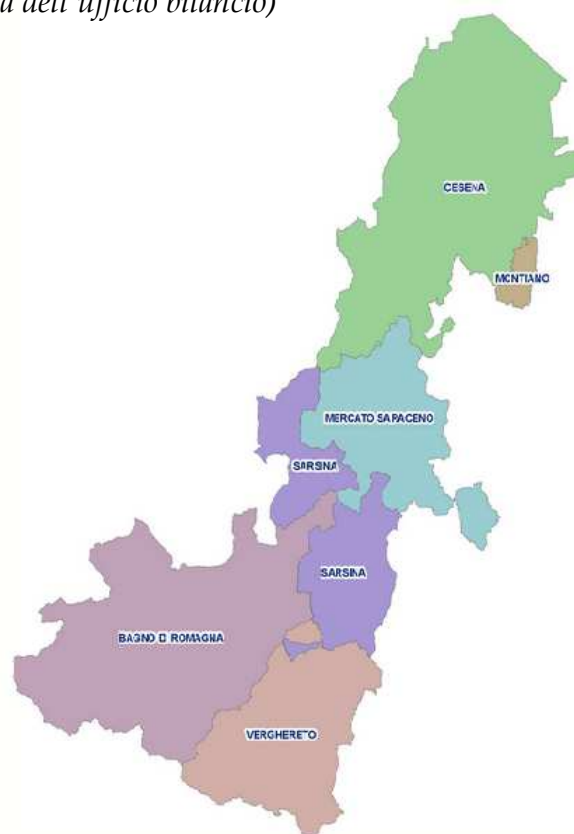 a dell'ufficio bilancio)
CESENA
MONTIANO
MERCATO SARACENO
SARSINA
SARSINA
BAGNO DI ROMAGNA
VERGHERETO